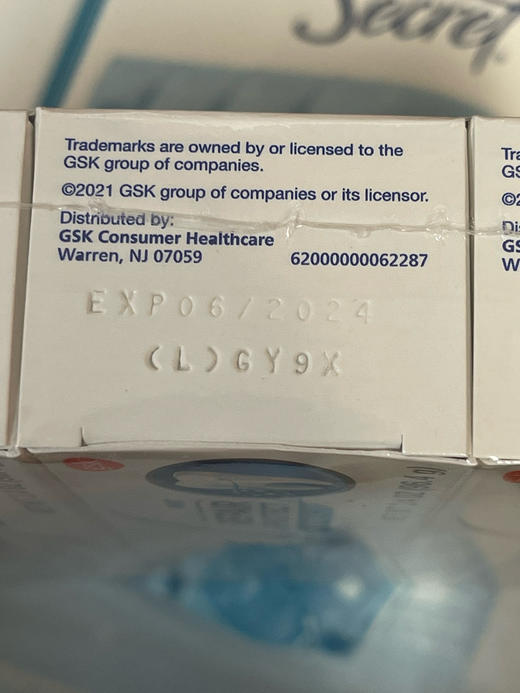 Secret
Trademarks are owned by or licensed to the
GSK group of companies.
©2021 GSK group of companies or its licensor.
Distributed by:
GSK Consumer Healthcare
Warren, NJ 07059
62000000062287
EXP06/2024
(L)GY9X